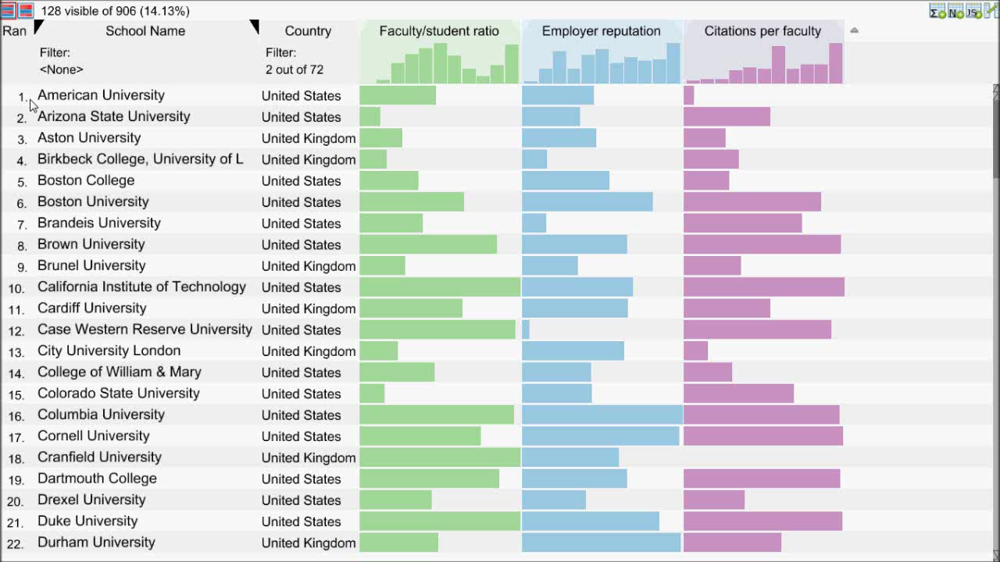 128 visible of 906 (14.13%)
Σ N JS
Ran School Name Country Faculty/student ratio Employer reputation Citations per faculty
Filter: Filter:
<None> 2 out of 72
1. American University United States
2. Arizona State University United States
3. Aston University United Kingdom
4. Birkbeck College, University of L United Kingdom
5. Boston College United States
6. Boston University United States
7. Brandeis University United States
8. Brown University United States
9. Brunel University United Kingdom
10. California Institute of Technology United States
11. Cardiff University United Kingdom
12. Case Western Reserve University United States
13. City University London United Kingdom
14. College of William & Mary United States
15. Colorado State University United States
16. Columbia University United States
17. Cornell University United States
18. Cranfield University United Kingdom
19. Dartmouth College United States
20. Drexel University United States
21. Duke University United States
22. Durham University United Kingdom